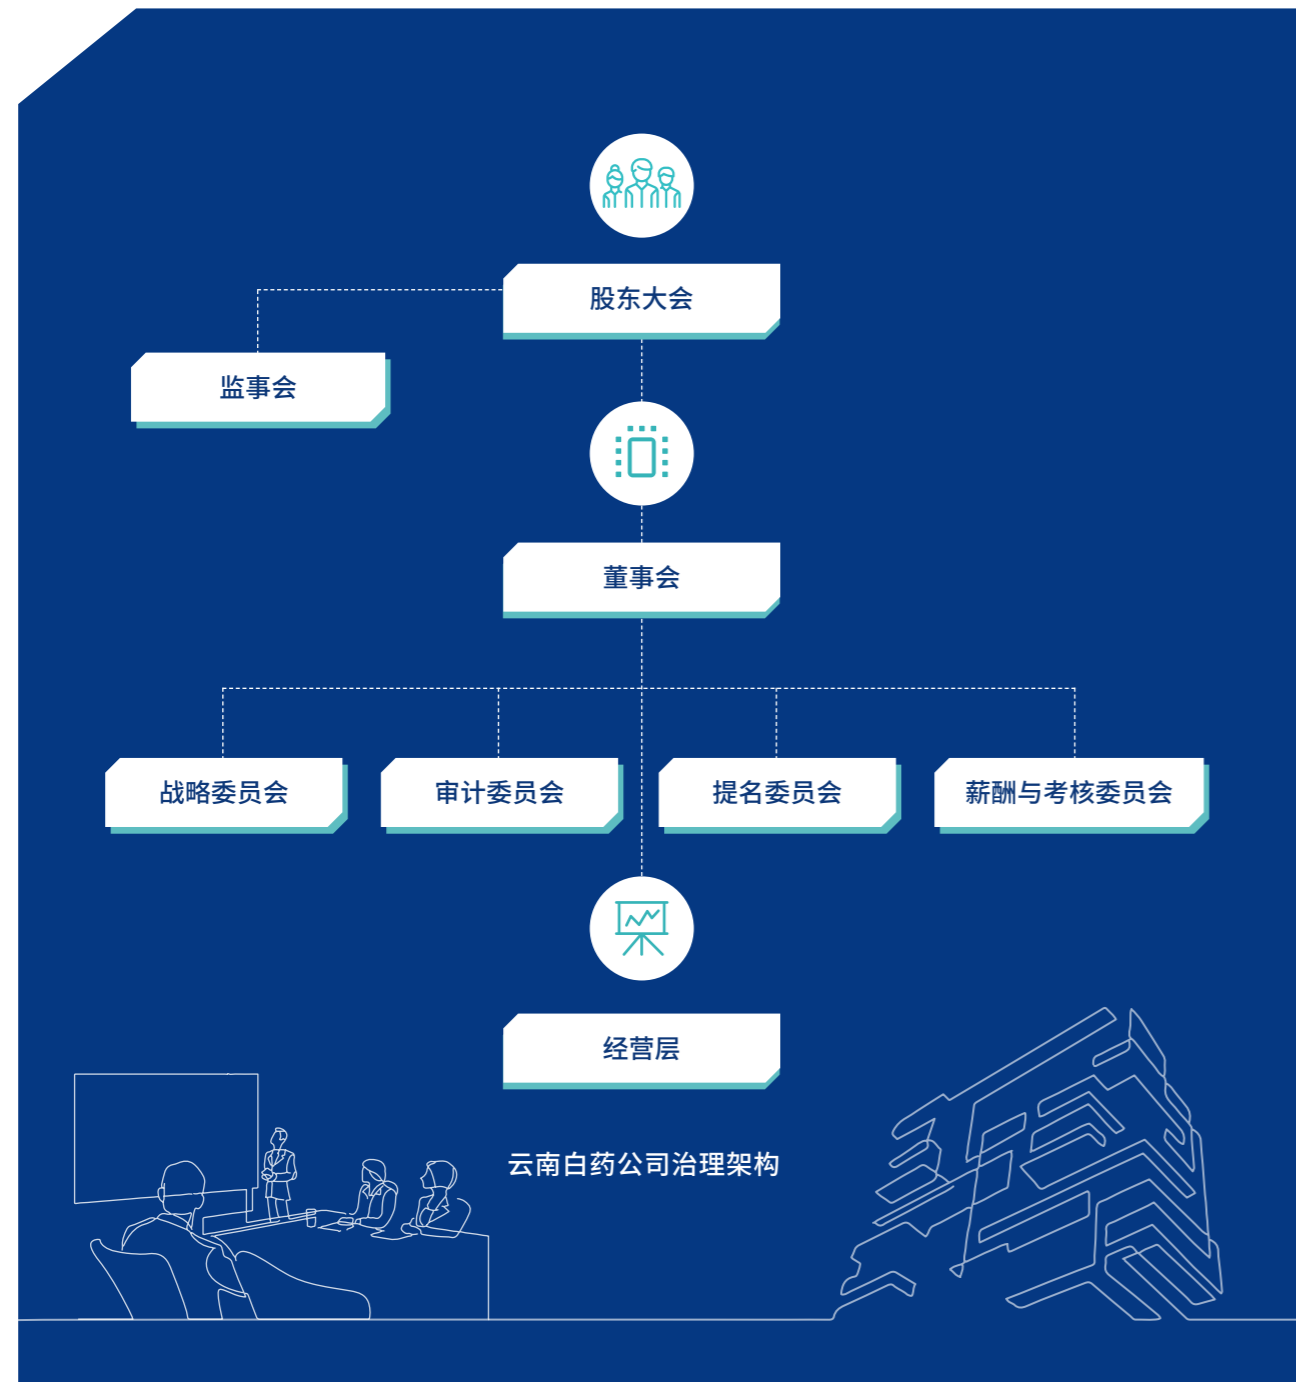 股东大会
监事会
董事会
战略委员会
审计委员会
提名委员会
薪酬与考核委员会
经营层
云南白药公司治理架构